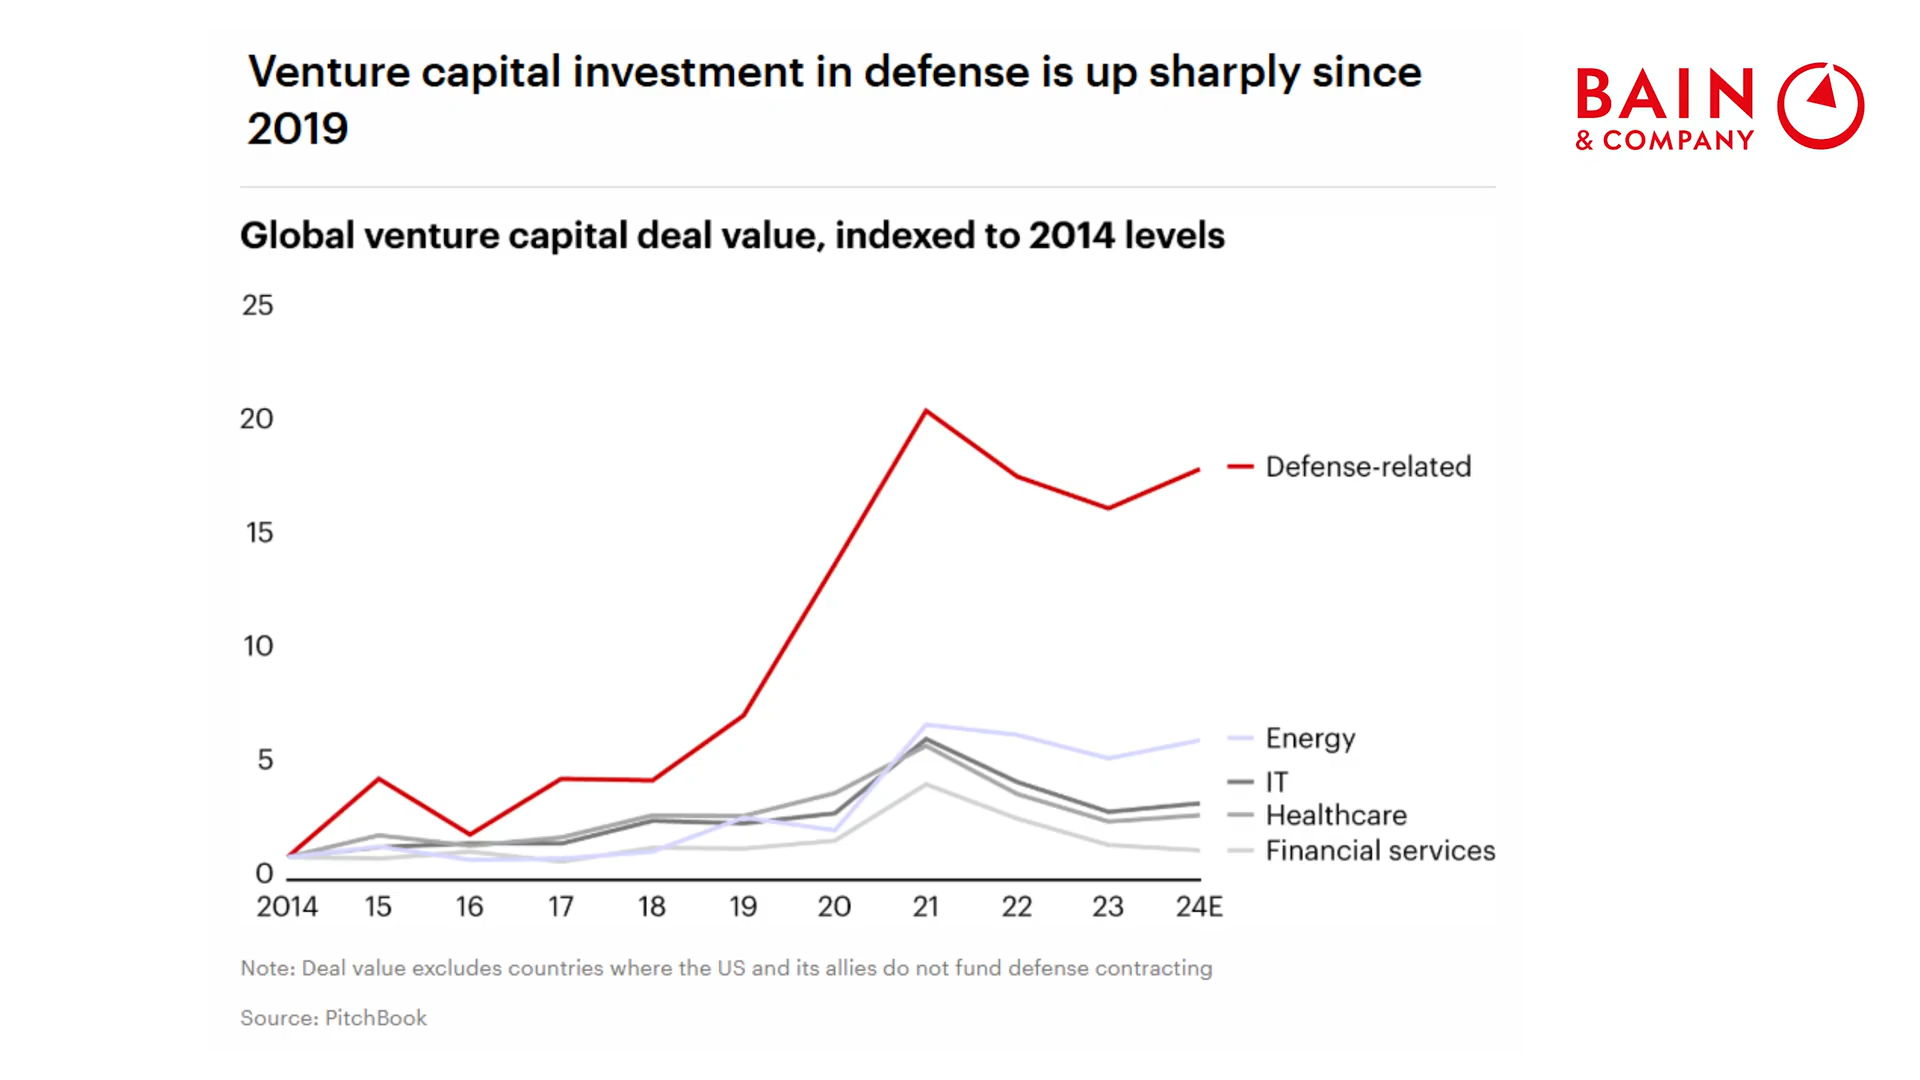 Venture capital investment in defense is up sharply since
2019
BAIN
& COMPANY
Global venture capital deal value, indexed to 2014 levels
25
20
15
10
5
0
Defense-related
Energy
IT
Healthcare
Financial services
2014 15 16 17 18 19 20 21 22 23 24E
Note: Deal value excludes countries where the US and its allies do not fund defense contracting
Source: PitchBook